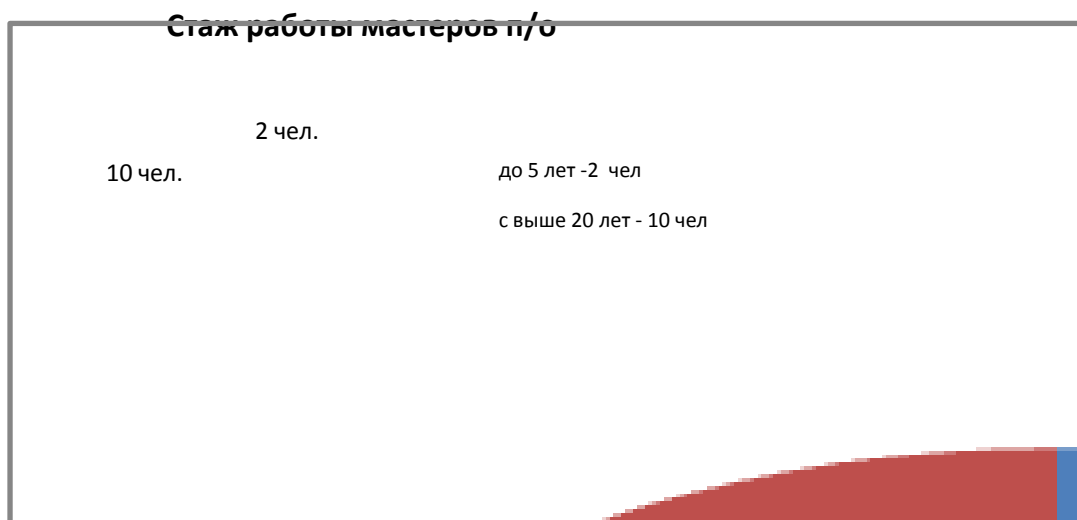 Стаж работы мастеров п/о
2 чел.
10 чел.
до 5 лет -2 чел
с выше 20 лет - 10 чел